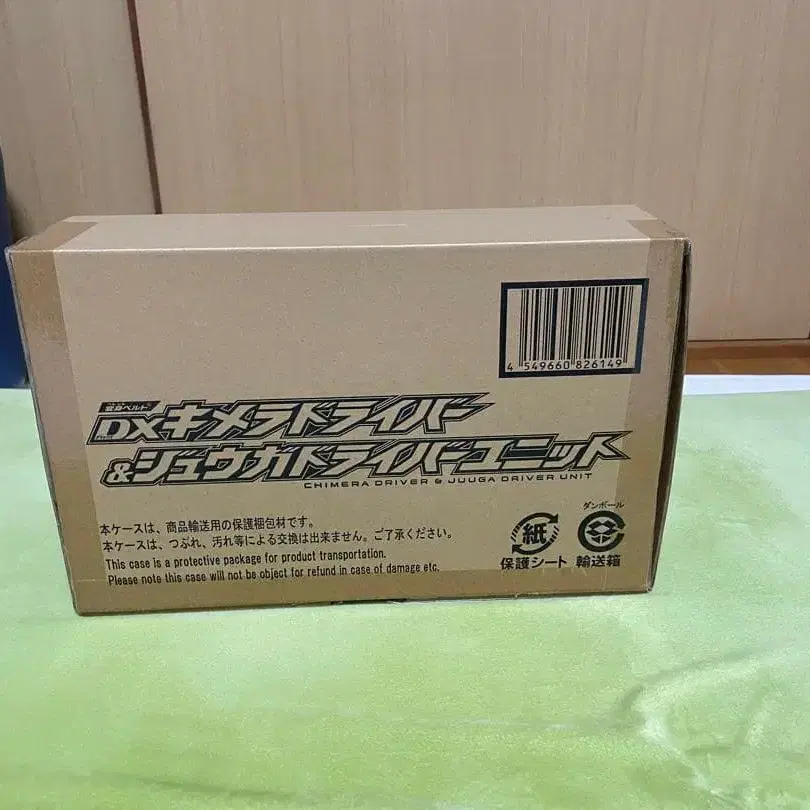 4 549660 826149
変身ベルト
DXキメラドライバー
&ジュウガドライバーユニット
CHIMERA DRIVER & JUUGA DRIVER UNIT
本ケースは、商品輸送用の保護梱包材です。
本ケースは、つぶれ、汚れ等による交換は出来ません。ご了承ください。
This case is a protective package for product transportation.
Please note this case will not be object for refund in case of damage etc.
紙
保護シート
ダンボール
輸送箱